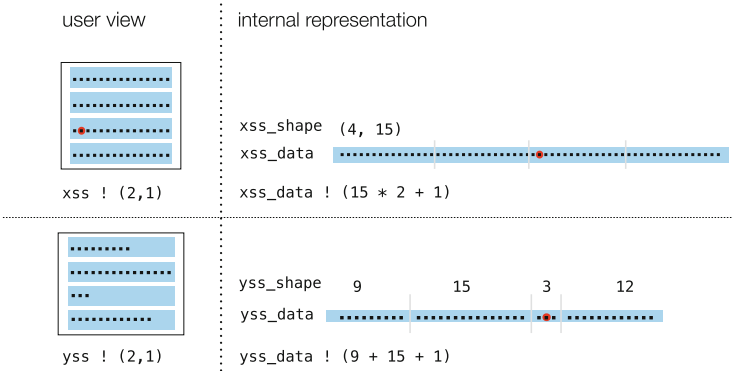 user view
internal representation
xss_shape (4, 15)
xss_data
xss ! (2,1)
xss_data ! (15 * 2 + 1)
yss_shape 9 15 3 12
yss_data
yss ! (2,1)
yss_data ! (9 + 15 + 1)